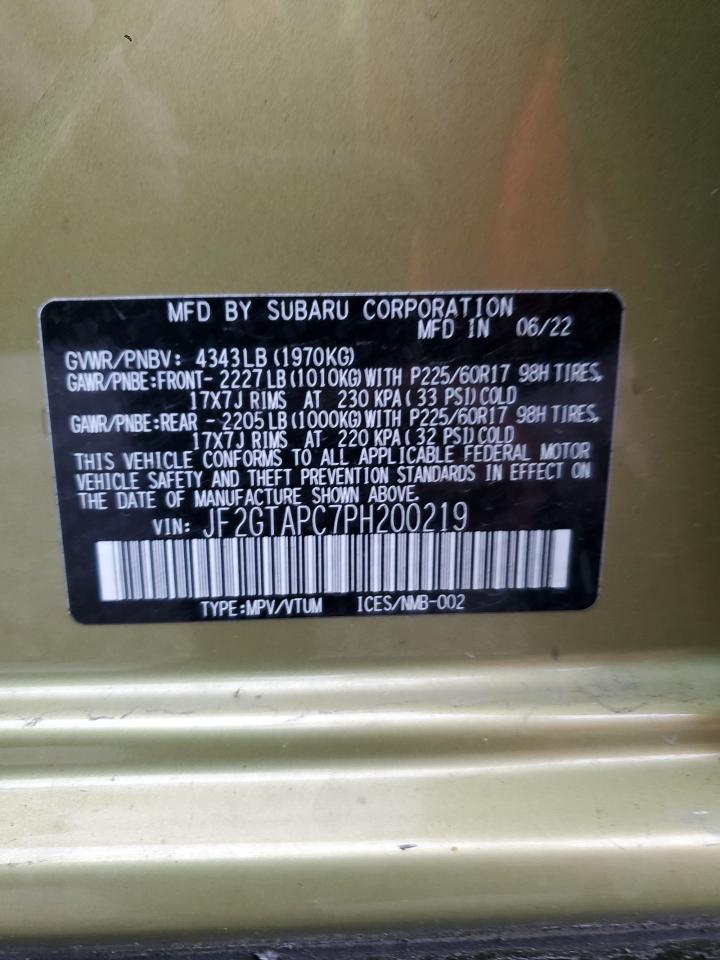 MFD BY SUBARU CORPORATION
MFD IN 06/22
GVWR/PNBV: 4343LB (1970KG)
GAWR/PNBE:FRONT- 2227LB (1010KG) WITH P225/60R17 98H TIRES,
17X7J RIMS AT 230 KPA ( 33 PSI) COLD
GAWR/PNBE:REAR - 2205LB (1000KG) WITH P225/60R17 98H TIRES,
17X7J RIMS AT 220 KPA ( 32 PSI) COLD
THIS VEHICLE CONFORMS TO ALL APPLICABLE FEDERAL MOTOR
VEHICLE SAFETY AND THEFT PREVENTION STANDARDS IN EFFECT ON
THE DATE OF MANUFACTURE SHOWN ABOVE.
VIN: JF2GTAPC7PH200219
TYPE:MPV/VTUM ICES/NMB-002